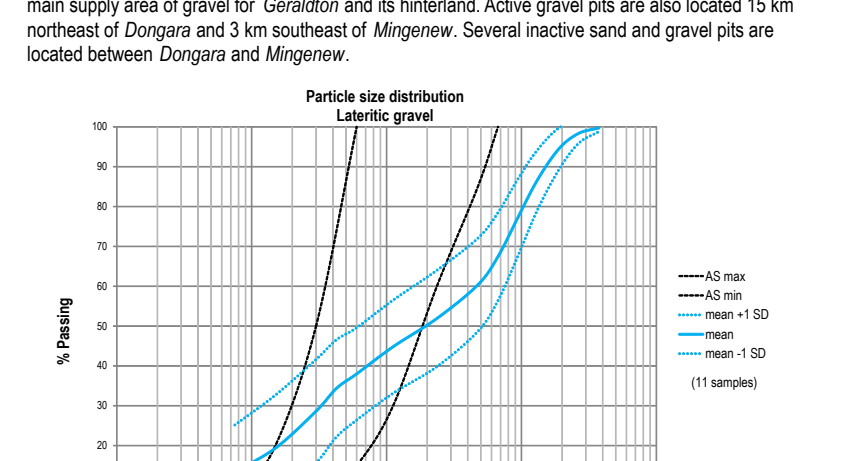 main supply area of gravel for Geraldton and its hinterland. Active gravel pits are also located 15 km
northeast of Dongara and 3 km southeast of Mingenew. Several inactive sand and gravel pits are
located between Dongara and Mingenew.
Particle size distribution
Lateritic gravel
100
90
80
70
60
50
40
30
20
% Passing
AS max
AS min
mean +1 SD
mean
mean -1 SD
(11 samples)